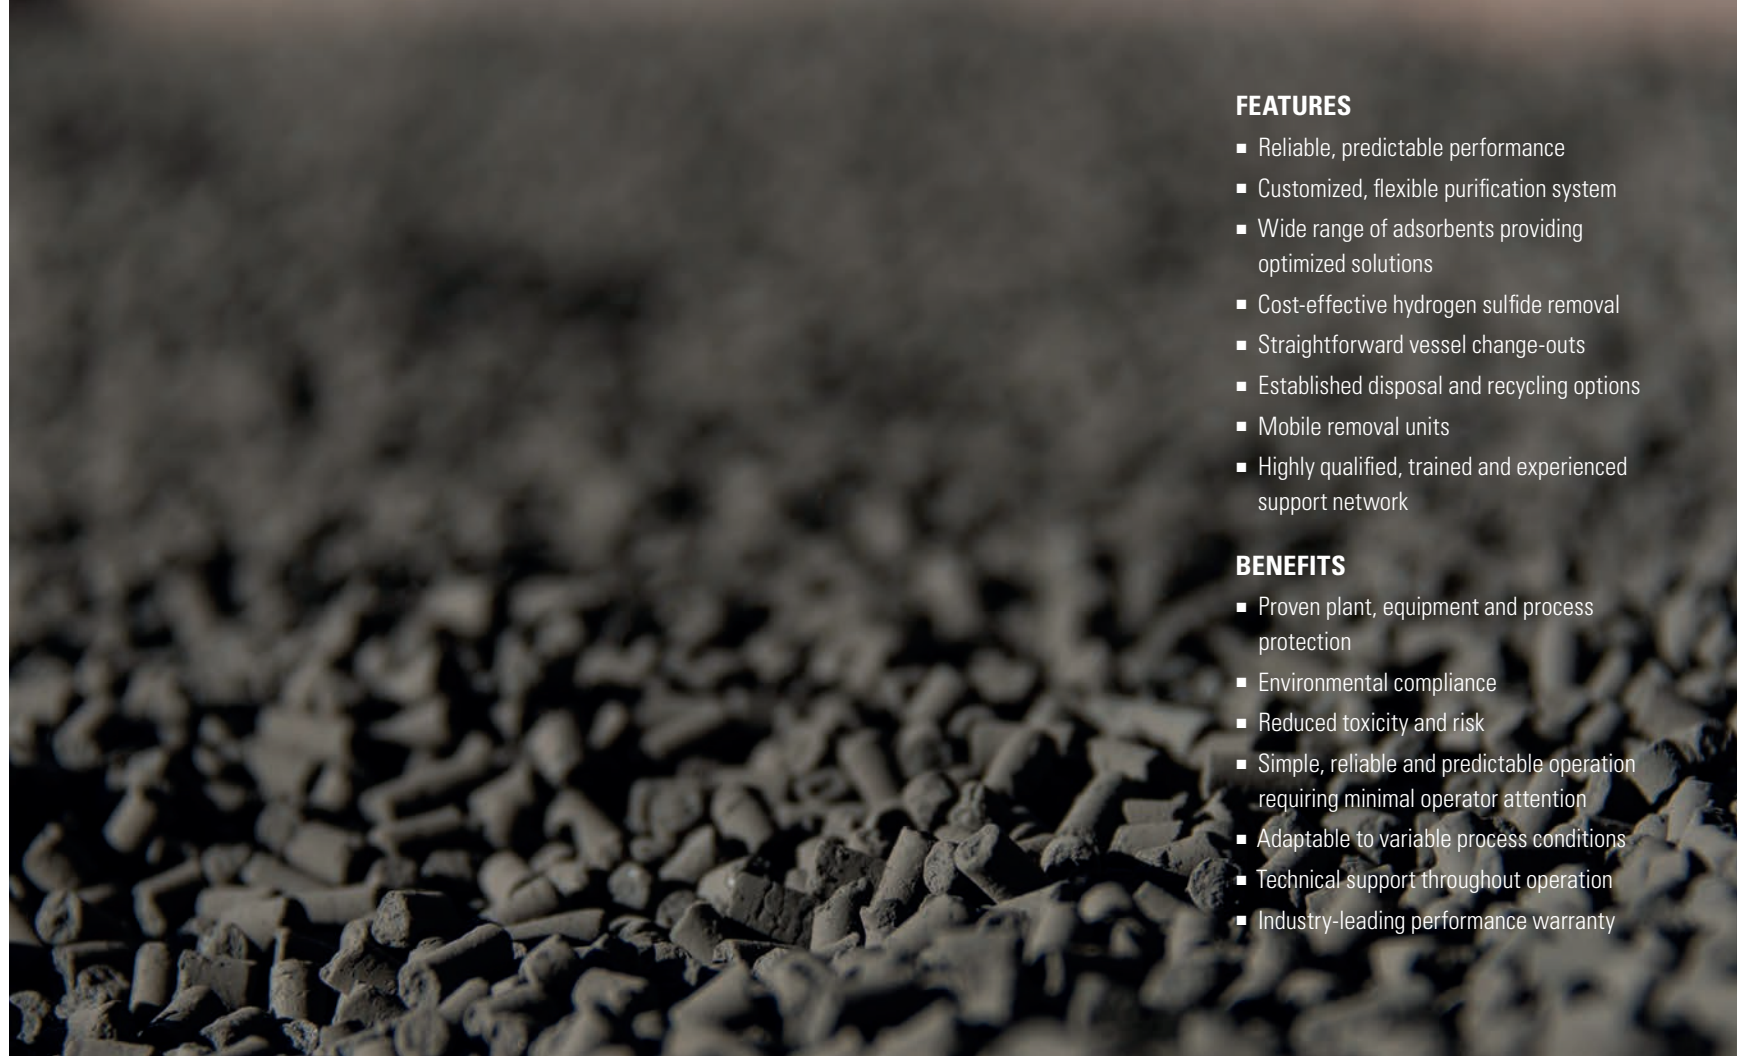 FEATURES
▪ Reliable, predictable performance
▪ Customized, flexible purification system
▪ Wide range of adsorbents providing
optimized solutions
▪ Cost-effective hydrogen sulfide removal
▪ Straightforward vessel change-outs
▪ Established disposal and recycling options
▪ Mobile removal units
▪ Highly qualified, trained and experienced
support network
BENEFITS
▪ Proven plant, equipment and process
protection
▪ Environmental compliance
▪ Reduced toxicity and risk
▪ Simple, reliable and predictable operation
requiring minimal operator attention
▪ Adaptable to variable process conditions
▪ Technical support throughout operation
▪ Industry-leading performance warranty